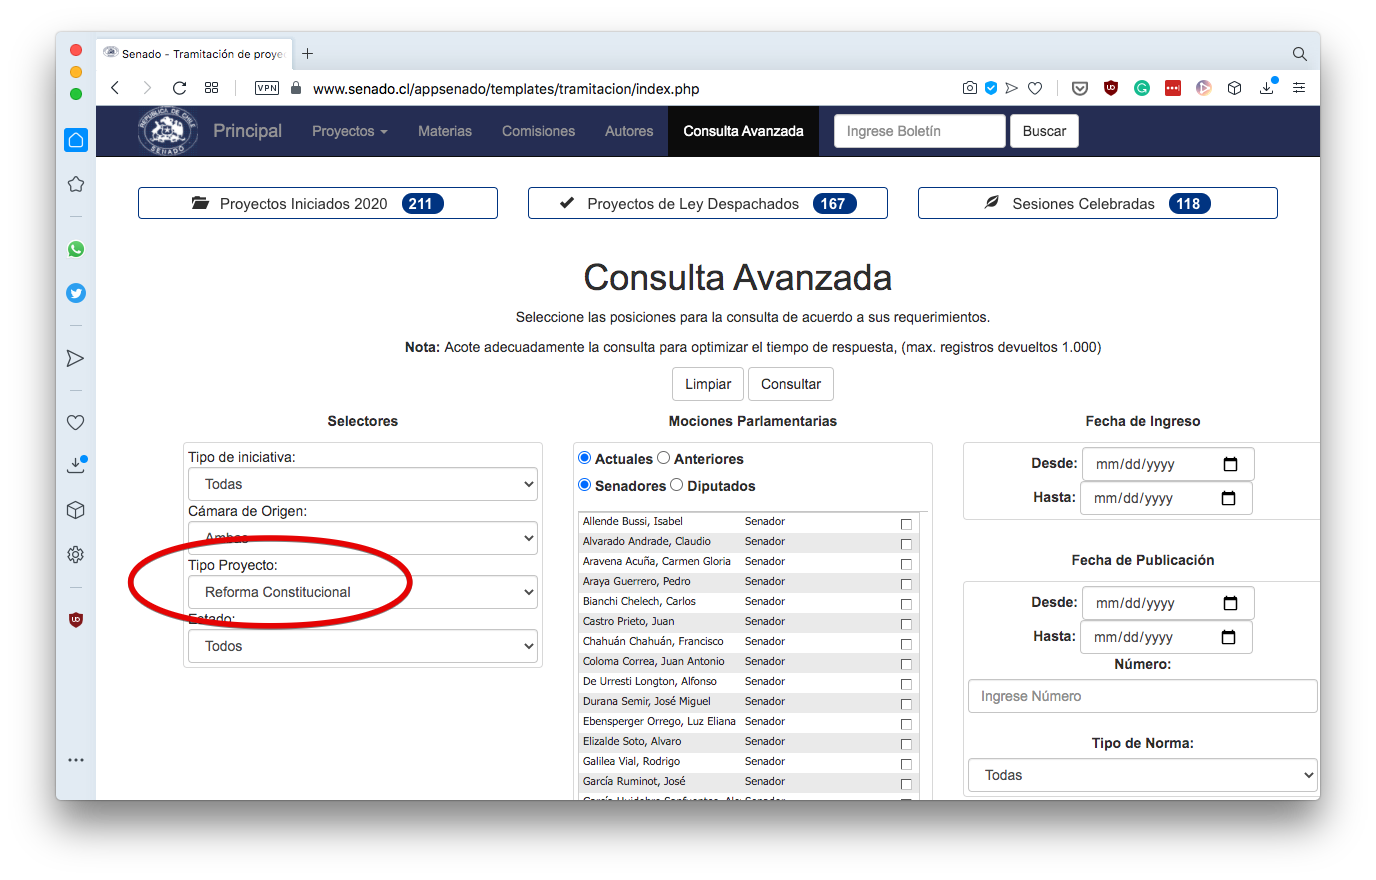 Senado - Tramitación de proye
VPN
www.senado.cl/appsenado/templates/tramitacion/index.php
REPUBLICA DE CHILE
SENADO
Principal
Proyectos
Materias
Comisiones
Autores
Consulta Avanzada
Ingrese Boletín
Buscar
Proyectos Iniciados 2020 211
Proyectos de Ley Despachados 167
Sesiones Celebradas 118
Consulta Avanzada
Seleccione las posiciones para la consulta de acuerdo a sus requerimientos.
Nota: Acote adecuadamente la consulta para optimizar el tiempo de respuesta, (max. registros devueltos 1.000)
Limpiar
Consultar
Selectores
Tipo de iniciativa:
Todas
Cámara de Origen:
Ambas
Tipo Proyecto:
Reforma Constitucional
Estado:
Todos
Mociones Parlamentarias
Actuales Anteriores
Senadores Diputados
Allende Bussi, Isabel Senador
Alvarado Andrade, Claudio Senador
Aravena Acuña, Carmen Gloria Senador
Araya Guerrero, Pedro Senador
Bianchi Chelech, Carlos Senador
Castro Prieto, Juan Senador
Chahuán Chahuán, Francisco Senador
Coloma Correa, Juan Antonio Senador
De Urresti Longton, Alfonso Senador
Durana Semir, José Miguel Senador
Ebensperger Orrego, Luz Eliana Senador
Elizalde Soto, Alvaro Senador
Galilea Vial, Rodrigo Senador
García Ruminot, José Senador
Fecha de Ingreso
Desde: mm/dd/yyyy
Hasta: mm/dd/yyyy
Fecha de Publicación
Desde: mm/dd/yyyy
Hasta: mm/dd/yyyy
Número:
Ingrese Número
Tipo de Norma:
Todas